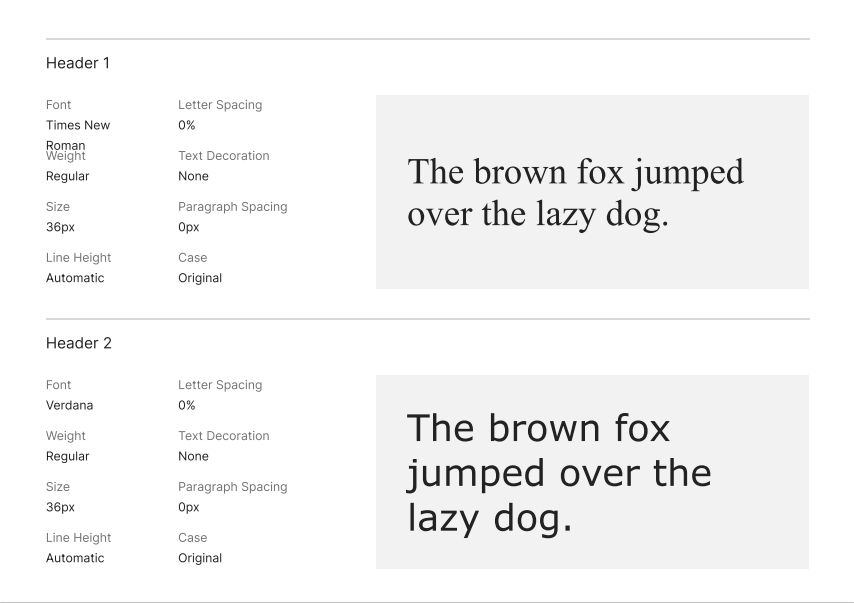 Header 1
Font
Times New
Roman
Letter Spacing
0%
Weight
Regular
Text Decoration
None
Size
36px
Paragraph Spacing
0px
Line Height
Automatic
Case
Original
The brown fox jumped
over the lazy dog.
Header 2
Font
Verdana
Letter Spacing
0%
Weight
Regular
Text Decoration
None
Size
36px
Paragraph Spacing
0px
Line Height
Automatic
Case
Original
The brown fox
jumped over the
lazy dog.